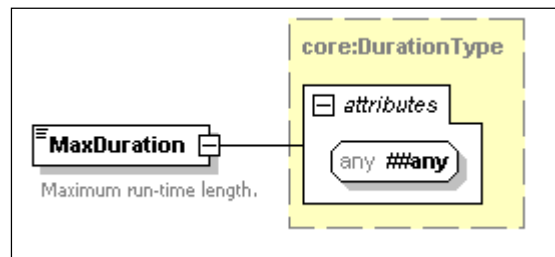 core:DurationType
attributes
MaxDuration
any ##any
Maximum run-time length.